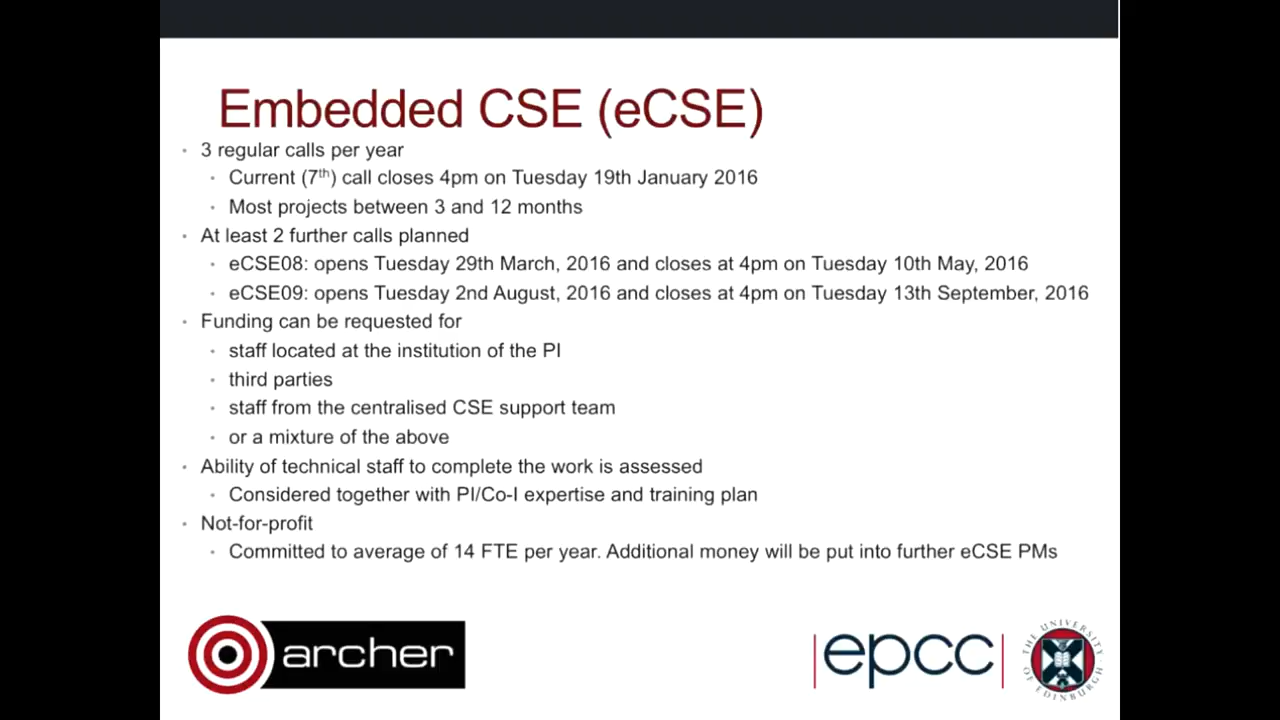 Embedded CSE (eCSE)
• 3 regular calls per year
• Current (7th) call closes 4pm on Tuesday 19th January 2016
• Most projects between 3 and 12 months
• At least 2 further calls planned
• eCSE08: opens Tuesday 29th March, 2016 and closes at 4pm on Tuesday 10th May, 2016
• eCSE09: opens Tuesday 2nd August, 2016 and closes at 4pm on Tuesday 13th September, 2016
• Funding can be requested for
• staff located at the institution of the PI
• third parties
• staff from the centralised CSE support team
• or a mixture of the above
• Ability of technical staff to complete the work is assessed
• Considered together with PI/Co-I expertise and training plan
• Not-for-profit
• Committed to average of 14 FTE per year. Additional money will be put into further eCSE PMs
archer
epcc
THE UNIVERSITY OF EDINBURGH